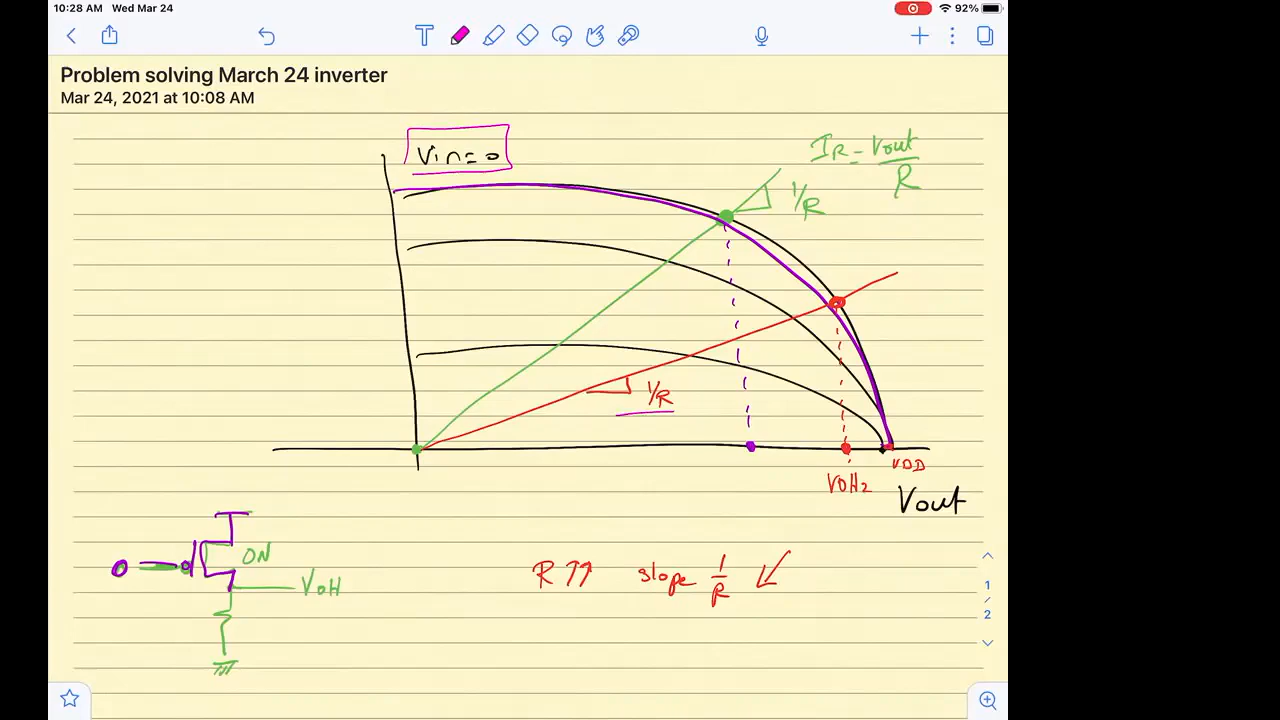 10:28 AM Wed Mar 24
92%
Problem solving March 24 inverter
Mar 24, 2021 at 10:08 AM
Vin=0
IR = Vout/R
1/R
1/R
VDD
VOH2
Vout
0
ON
VOH
R↑↑ slope 1/R ↙
1
/
2